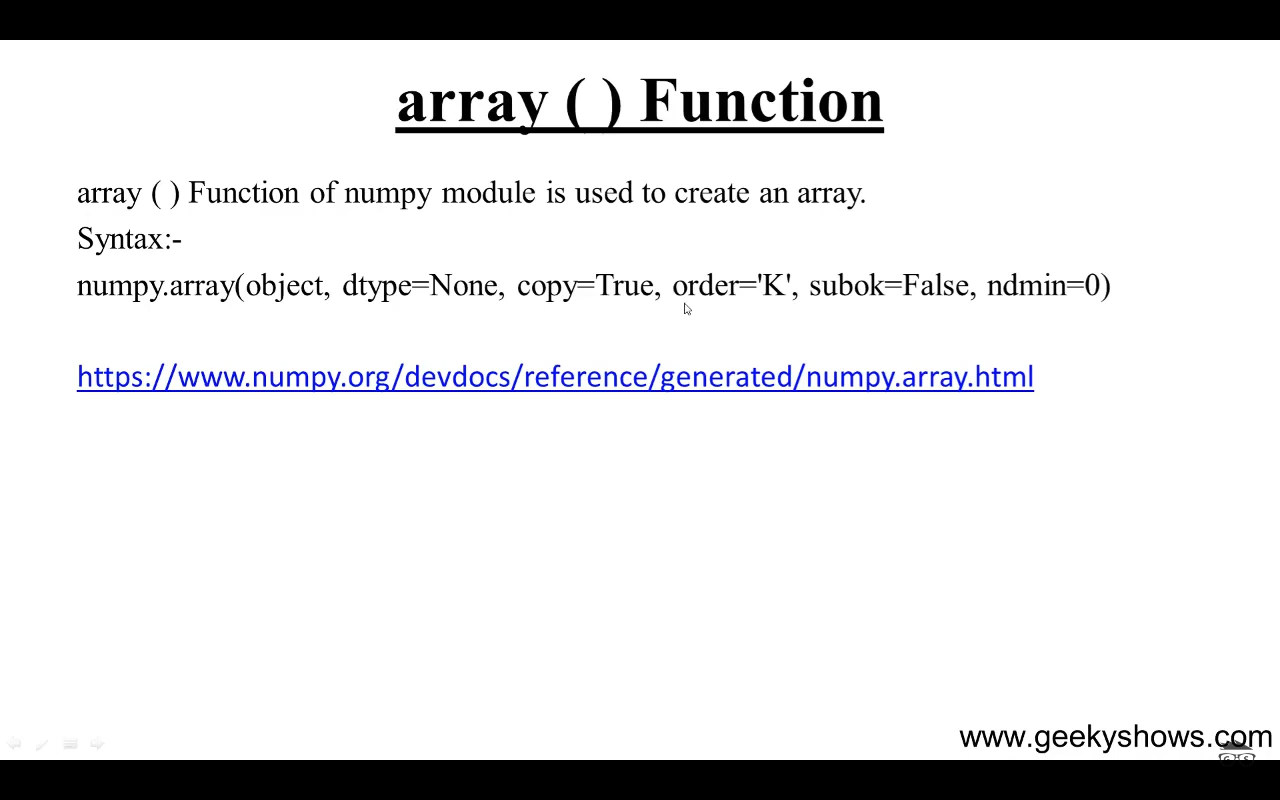 array ( ) Function
array ( ) Function of numpy module is used to create an array.
Syntax:-
numpy.array(object, dtype=None, copy=True, order='K', subok=False, ndmin=0)
https://www.numpy.org/devdocs/reference/generated/numpy.array.html
www.geekyshows.com